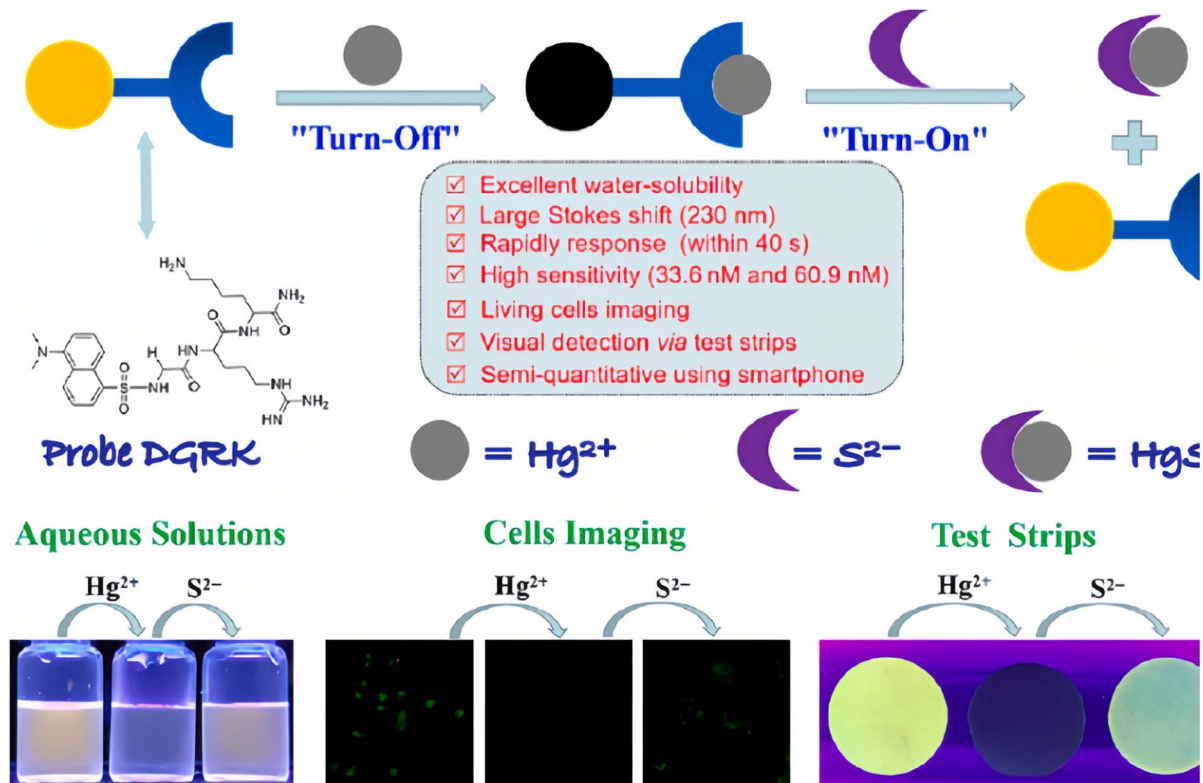 "Turn-Off"
"Turn-On"
☑ Excellent water-solubility
☑ Large Stokes shift (230 nm)
☑ Rapidly response (within 40 s)
☑ High sensitivity (33.6 nM and 60.9 nM)
☑ Living cells imaging
☑ Visual detection via test strips
☑ Semi-quantitative using smartphone
H₂N
NH₂
O
NH
O
NH
N
H
O
S
O
NH
O
NH
NH₂
HN
Probe DGRK
= Hg²⁺
= S²⁻
= HgS
Aqueous Solutions
Cells Imaging
Test Strips
Hg²⁺
S²⁻
Hg²⁺
S²⁻
Hg²⁺
S²⁻